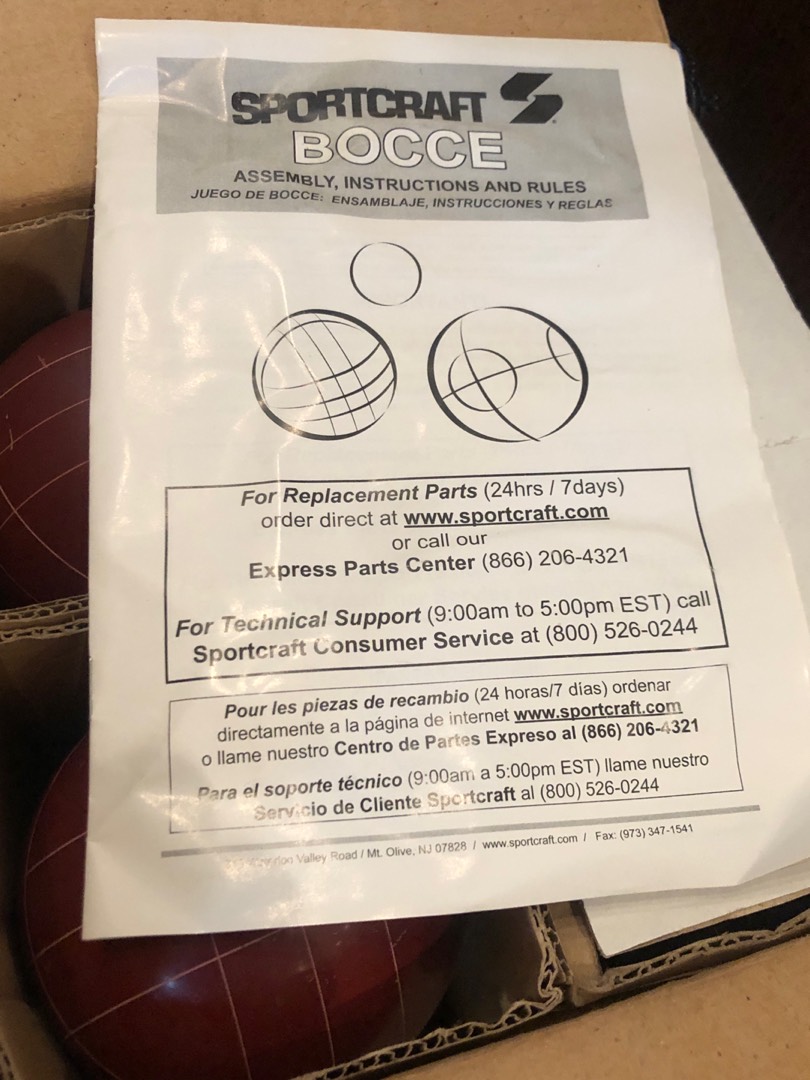 SPORTCRAFT
BOCCE
ASSEMBLY, INSTRUCTIONS AND RULES
JUEGO DE BOCCE: ENSAMBLAJE, INSTRUCCIONES Y REGLAS
For Replacement Parts (24hrs / 7days)
order direct at www.sportcraft.com
or call our
Express Parts Center (866) 206-4321
For Technical Support (9:00am to 5:00pm EST) call
Sportcraft Consumer Service at (800) 526-0244
Pour les piezas de recambio (24 horas/7 días) ordenar
directamente a la página de internet www.sportcraft.com
o llame nuestro Centro de Partes Expreso al (866) 206-4321
Para el soporte técnico (9:00am a 5:00pm EST) llame nuestro
Servicio de Cliente Sportcraft al (800) 526-0244
Valley Road / Mt. Olive, NJ 07828 / www.sportcraft.com / Fax: (973) 347-1541